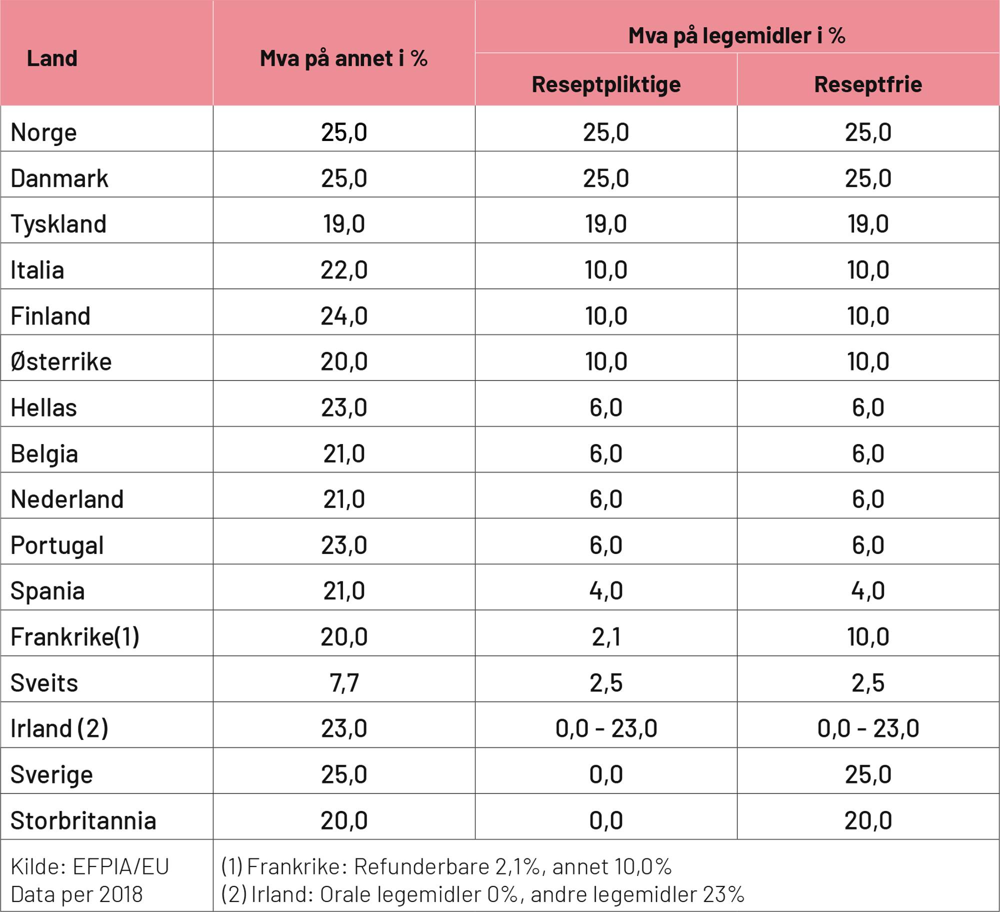 Land Mva på annet i % Mva på legemidler i %
Reseptpliktige Reseptfrie
Norge 25,0 25,0 25,0
Danmark 25,0 25,0 25,0
Tyskland 19,0 19,0 19,0
Italia 22,0 10,0 10,0
Finland 24,0 10,0 10,0
Østerrike 20,0 10,0 10,0
Hellas 23,0 6,0 6,0
Belgia 21,0 6,0 6,0
Nederland 21,0 6,0 6,0
Portugal 23,0 6,0 6,0
Spania 21,0 4,0 4,0
Frankrike(1) 20,0 2,1 10,0
Sveits 7,7 2,5 2,5
Irland (2) 23,0 0,0 - 23,0 0,0 - 23,0
Sverige 25,0 0,0 25,0
Storbritannia 20,0 0,0 20,0
Kilde: EFPIA/EU (1) Frankrike: Refunderbare 2,1%, annet 10,0%
Data per 2018 (2) Irland: Orale legemidler 0%, andre legemidler 23%